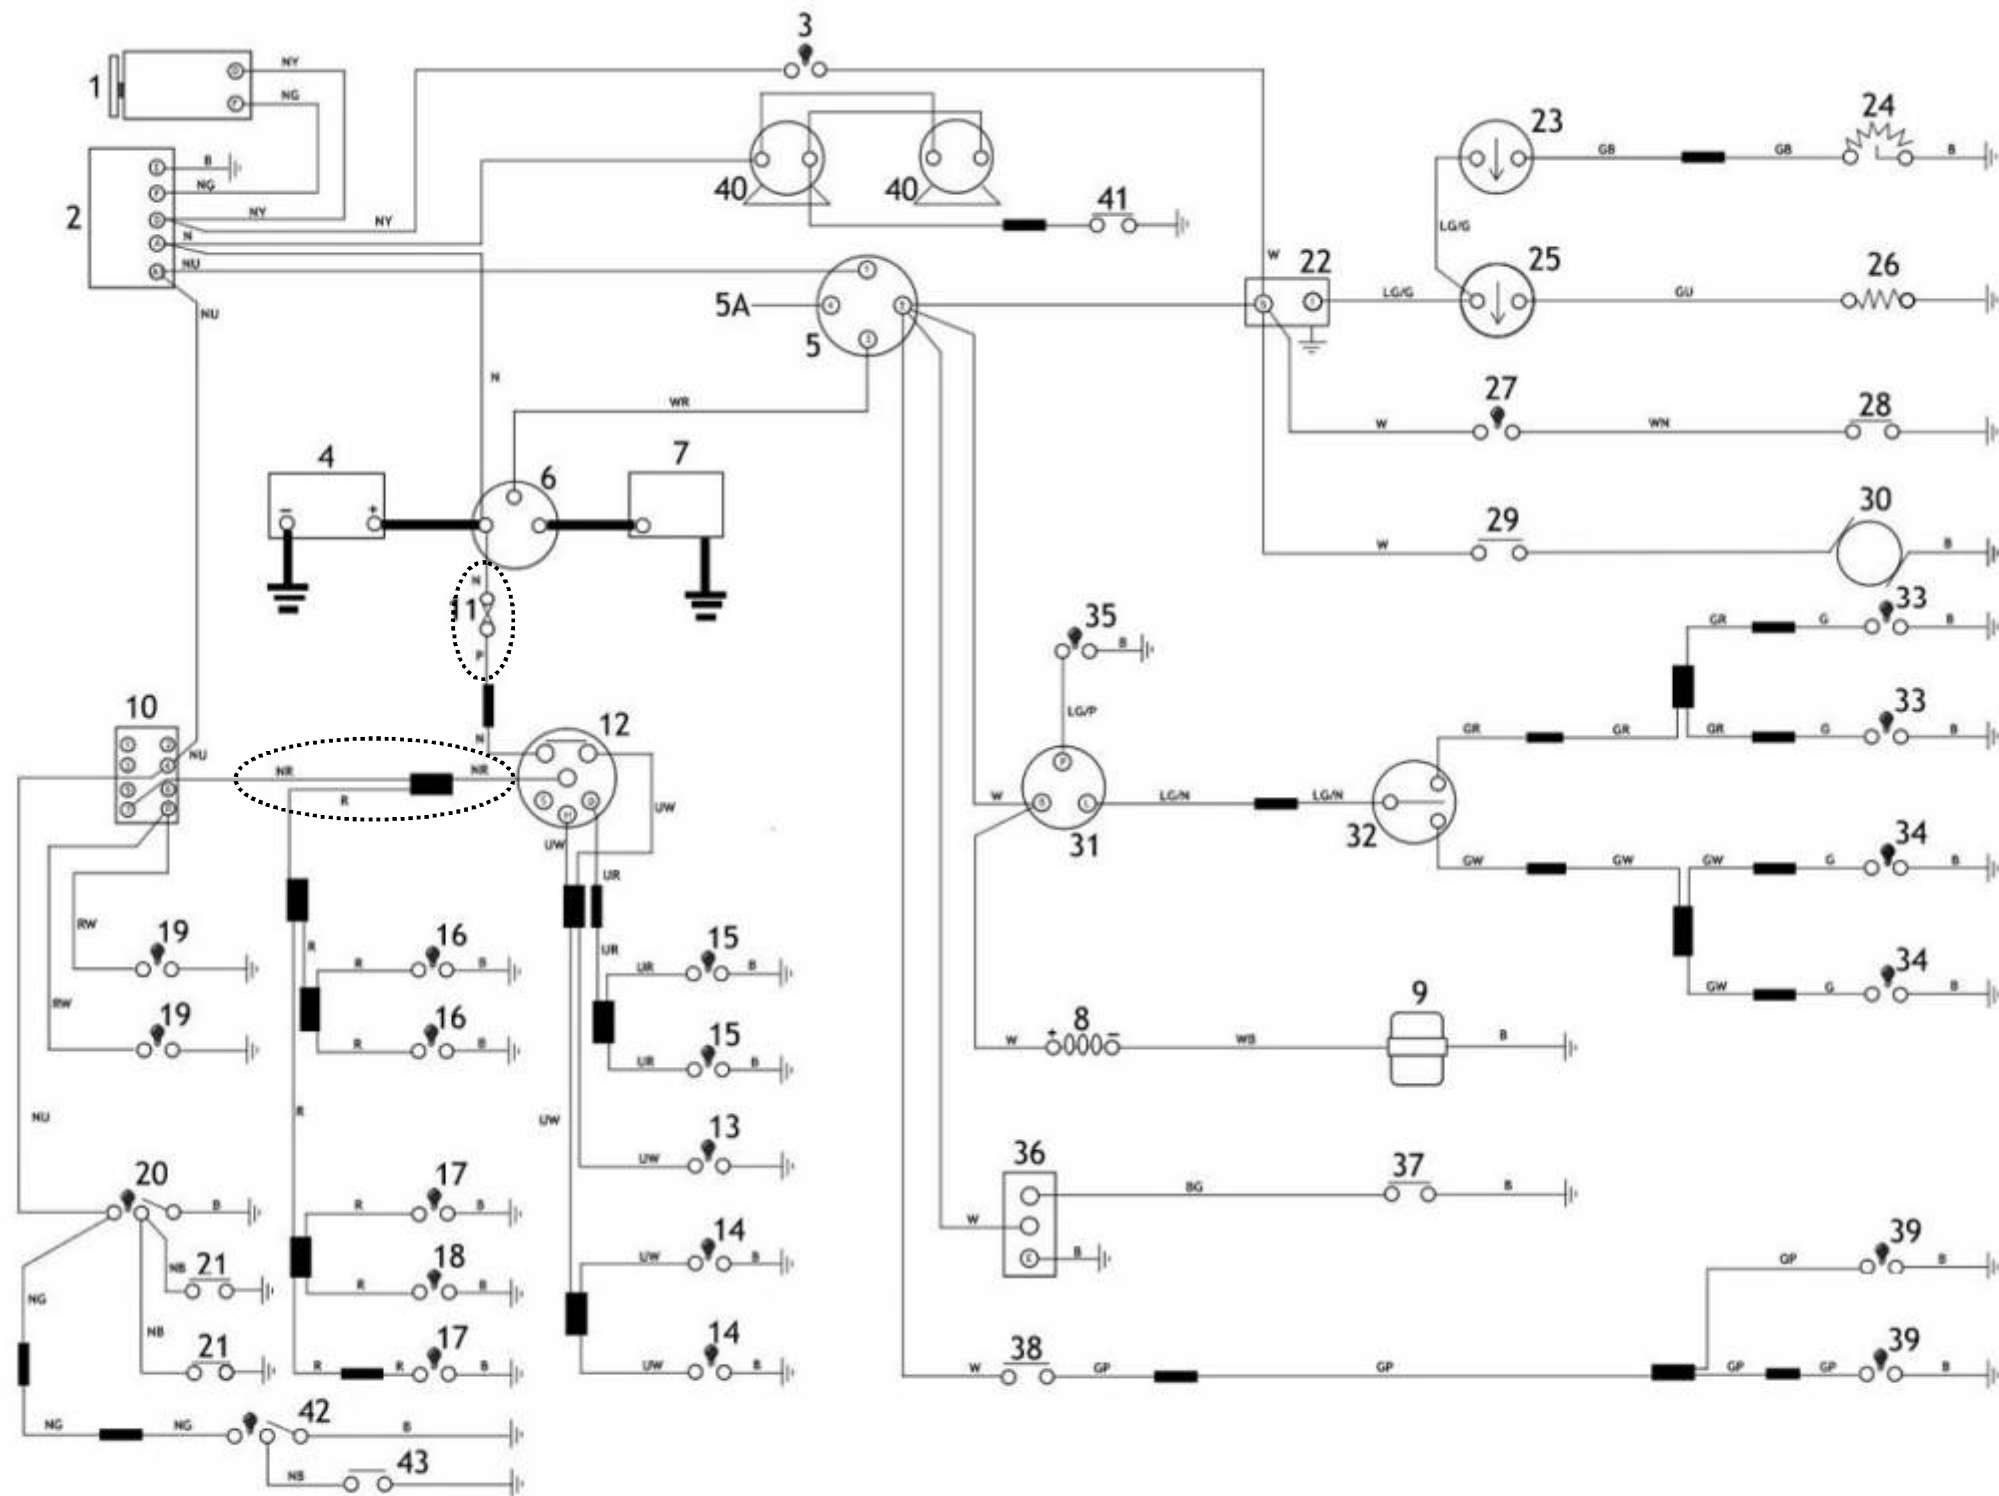 3
1
D
NY
F
NG
2
E
B
F
NG
D
NY
NY
A
N
NU
NU
40
40
41
23
24
GB
GB
B
LG/G
W
22
25
26
LG/G
GU
5A
5
N
WR
27
28
W
WN
4
6
7
- +
29
30
W
B
N
11
P
N
35
B
LG/P
33
GR
G
B
33
GR
GR
GR
G
B
10
12
NU
NR
NR
R
UW
UW
UR
W
31
LG/N
LG/N
32
34
GW
GW
GW
G
B
34
GW
G
B
RW
19
RW
19
R
16
R
B
16
R
B
UR
15
UR
B
15
UR
B
W
+ 8 -
WB
9
B
NU
R
UW
13
UW
20
B
17
R
B
14
UW
B
36
BG
37
B
W
E
B
NB
21
18
R
B
NG
NB
21
17
R
R
B
14
UW
B
W
38
GP
GP
39
GP
B
39
GP
GP
B
NG
NG
42
B
NB
43